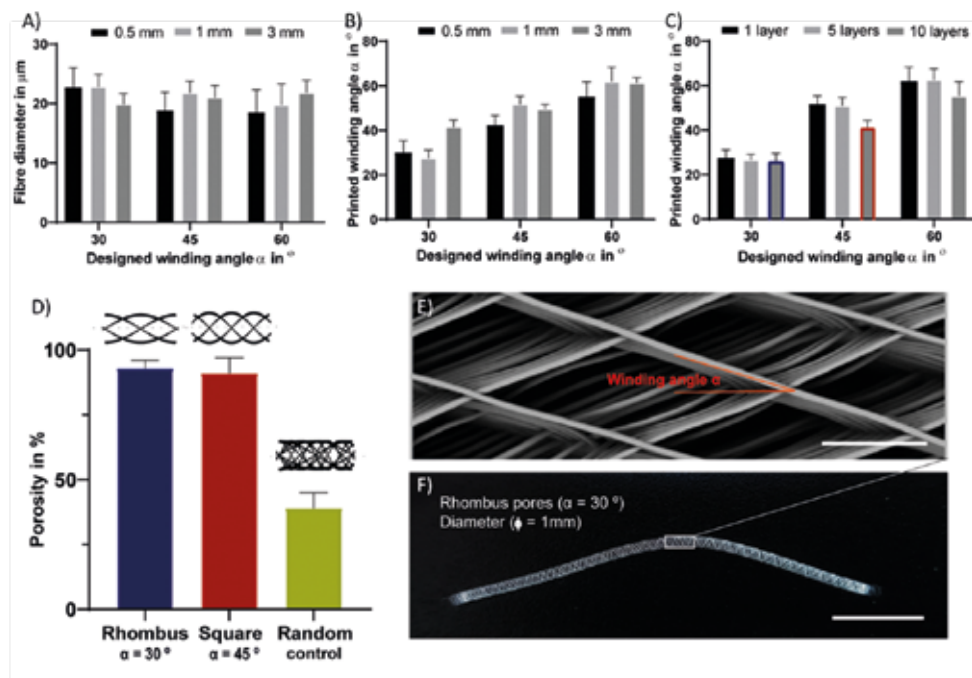 A)
0.5 mm 1 mm 3 mm
Fibre diameter in μm
30
20
10
0
30 45 60
Designed winding angle α in °
B)
0.5 mm 1 mm 3 mm
Printed winding angle α in °
80
60
40
20
0
30 45 60
Designed winding angle α in °
C)
1 layer 5 layers 10 layers
Printed winding angle α in °
80
60
40
20
0
30 45 60
Designed winding angle α in °
D)
Porosity in %
100
50
0
Rhombus Square Random
α = 30 º α = 45 º control
E)
Winding angle α
F)
Rhombus pores (α = 30 º)
Diameter (ϕ = 1mm)